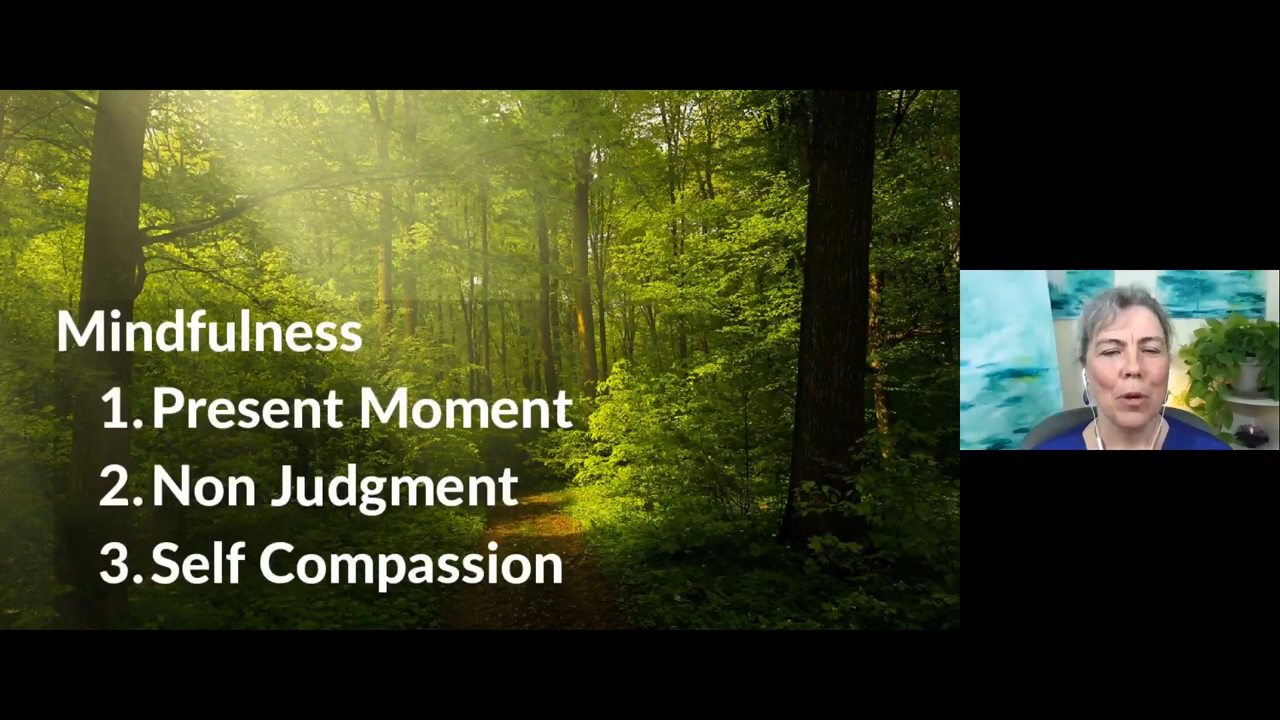 Mindfulness
1. Present Moment
2. Non Judgment
3. Self Compassion